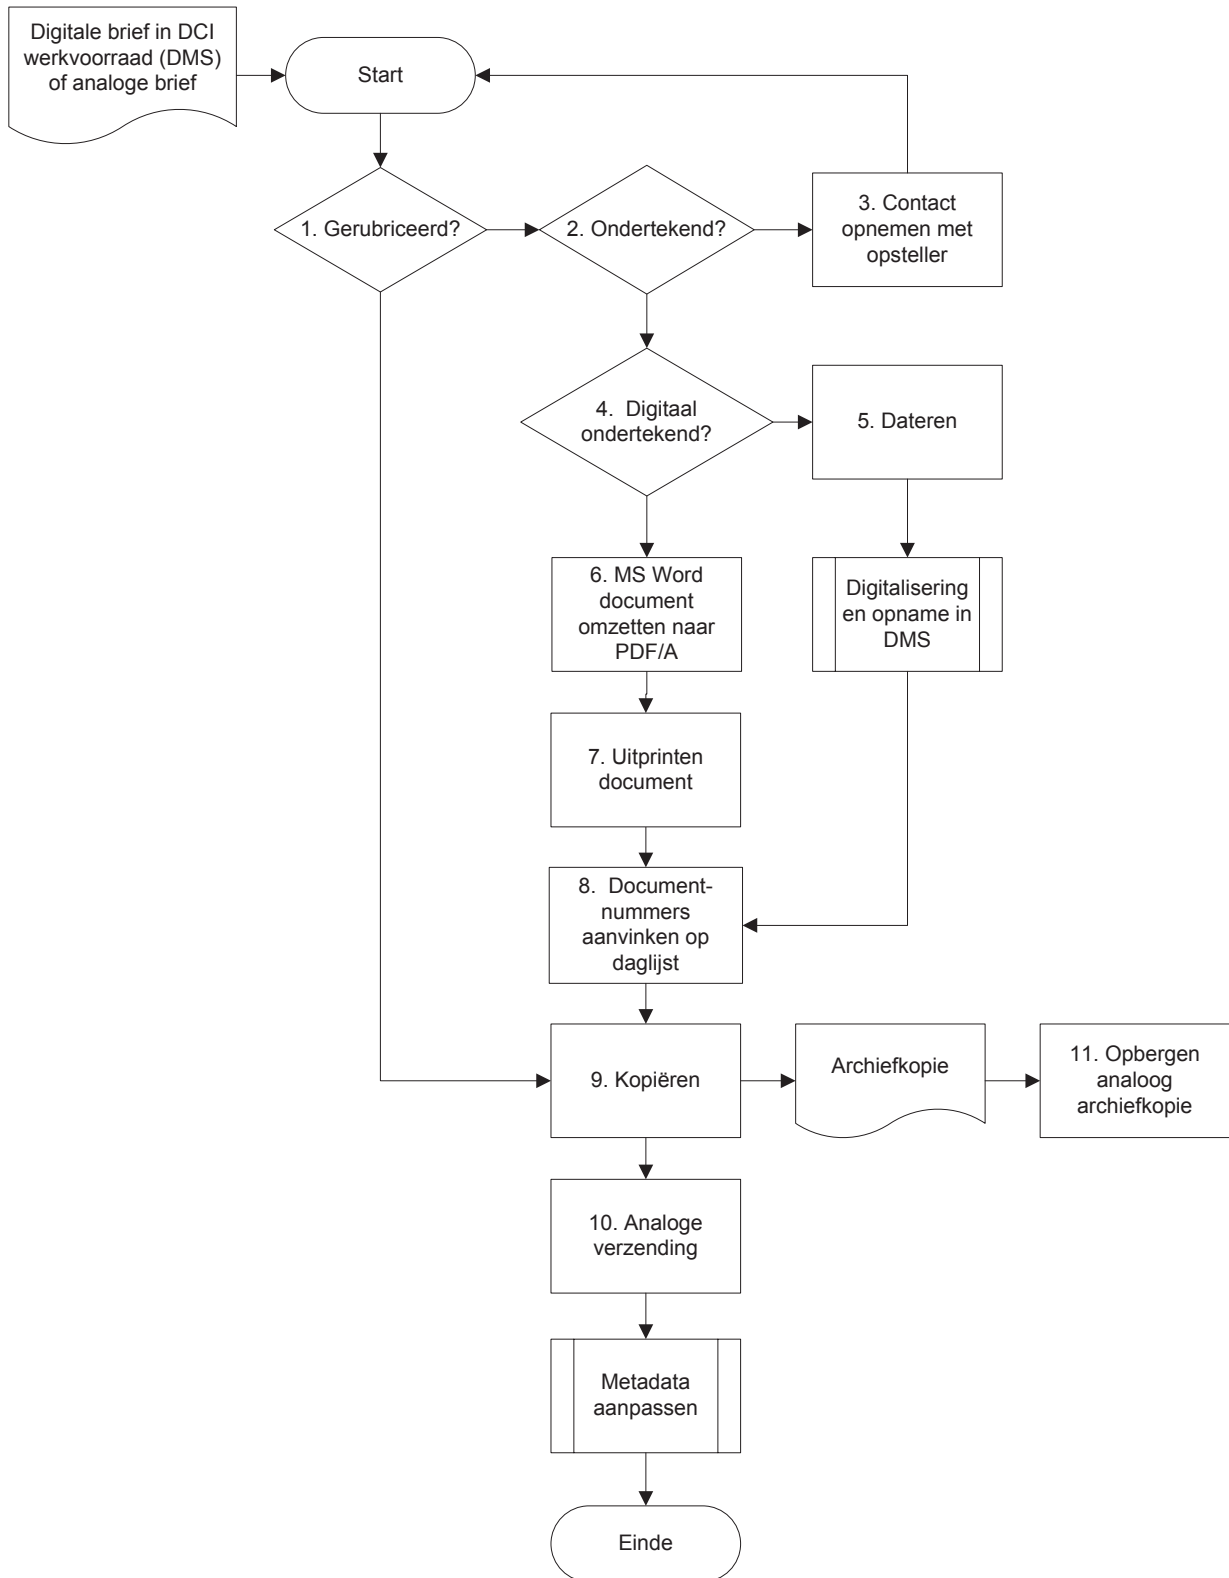 Digitale brief in DCI
werkvoorraad (DMS)
of analoge brief
Start
1. Gerubriceerd?
2. Ondertekend?
3. Contact
opnemen met
opsteller
4.  Digitaal
ondertekend?
5. Dateren
6. MS Word
document
omzetten naar
PDF/A
Digitalisering
en opname in
DMS
7. Uitprinten
document
8.  Document-
nummers
aanvinken op
daglijst
9. Kopiëren
Archiefkopie
11. Opbergen
analoog
archiefkopie
10. Analoge
verzending
Metadata
aanpassen
Einde